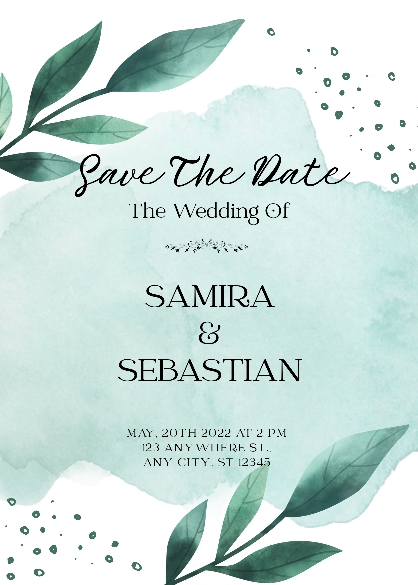 Save The Date
The Wedding Of
SAMIRA
&
SEBASTIAN
MAY, 20TH 2022 AT 2 PM
123 ANYWHERE ST.,
ANY CITY, ST 12345